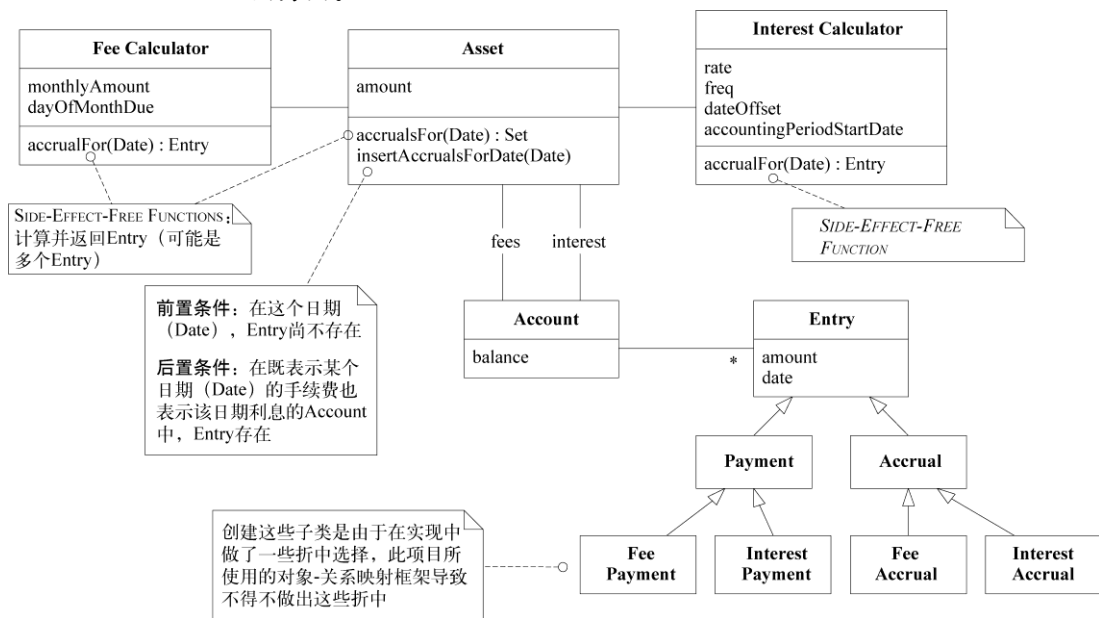 Fee Calculator
monthlyAmount
dayOfMonthDue
accrualFor(Date) : Entry
Asset
amount
accrualsFor(Date) : Set
insertAccrualsForDate(Date)
Interest Calculator
rate
freq
dateOffset
accountingPeriodStartDate
accrualFor(Date) : Entry
SIDE-EFFECT-FREE FUNCTIONS：
计算并返回Entry（可能是
多个Entry）
SIDE-EFFECT-FREE
FUNCTION
fees
interest
前置条件：在这个日期
（Date），Entry尚不存在
后置条件：在既表示某个
日期（Date）的手续费也
表示该日期利息的Account
中，Entry存在
Account
balance
*
Entry
amount
date
Payment
Accrual
创建这些子类是由于在实现中
做了一些折中选择，此项目所
使用的对象-关系映射框架导致
不得不做出这些折中
Fee
Payment
Interest
Payment
Fee
Accrual
Interest
Accrual